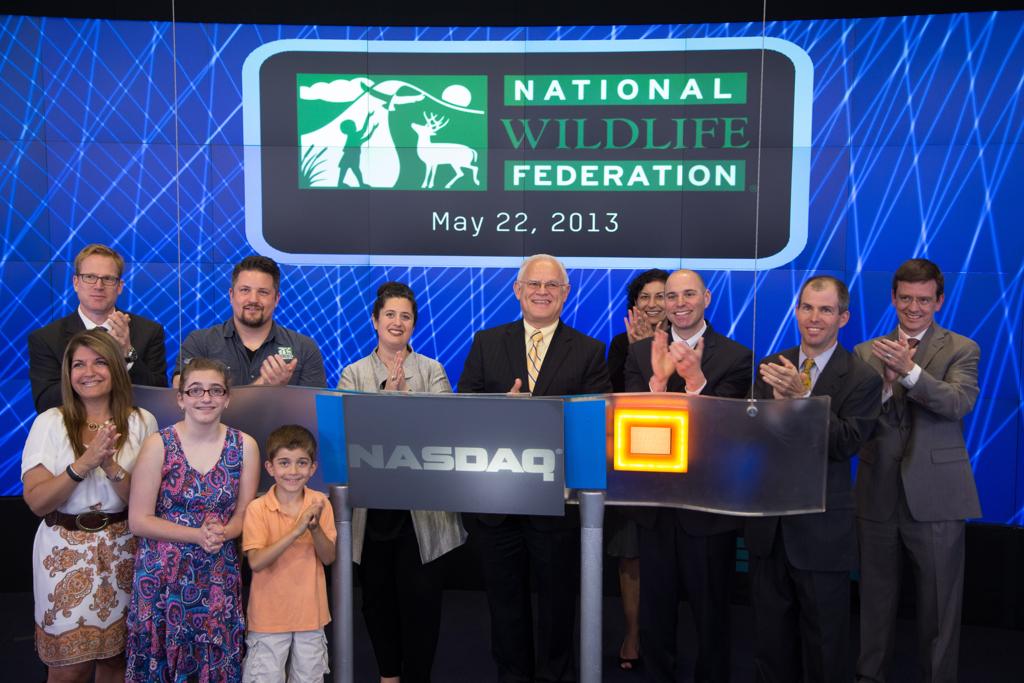 NATIONAL
WILDLIFE
FEDERATION®
May 22, 2013
NASDAQ®